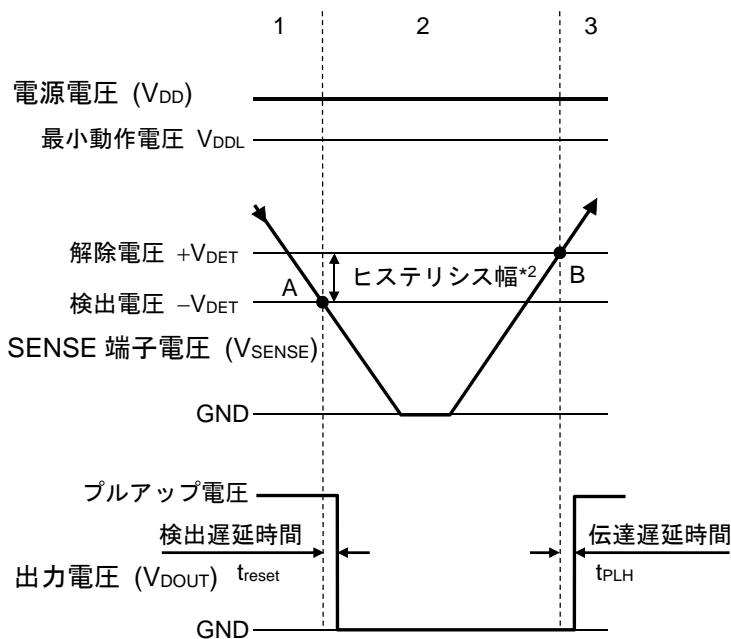 1 2 3
電源電圧 (VDD)
最小動作電圧 VDDL
解除電圧 +VDET
ヒステリシス幅*2
A
B
検出電圧 −VDET
SENSE 端子電圧 (VSENSE)
GND
プルアップ電圧
検出遅延時間
伝達遅延時間
出力電圧 (VDOUT)
treset
tPLH
GND